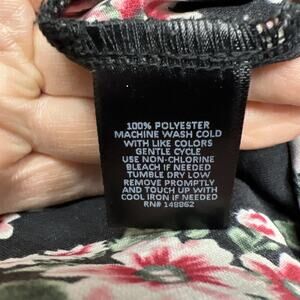 100% POLYESTER
MACHINE WASH COLD
WITH LIKE COLORS
GENTLE CYCLE
USE NON-CHLORINE
BLEACH IF NEEDED
TUMBLE DRY LOW
REMOVE PROMPTLY
AND TOUCH UP WITH
COOL IRON IF NEEDED
RN# 148862